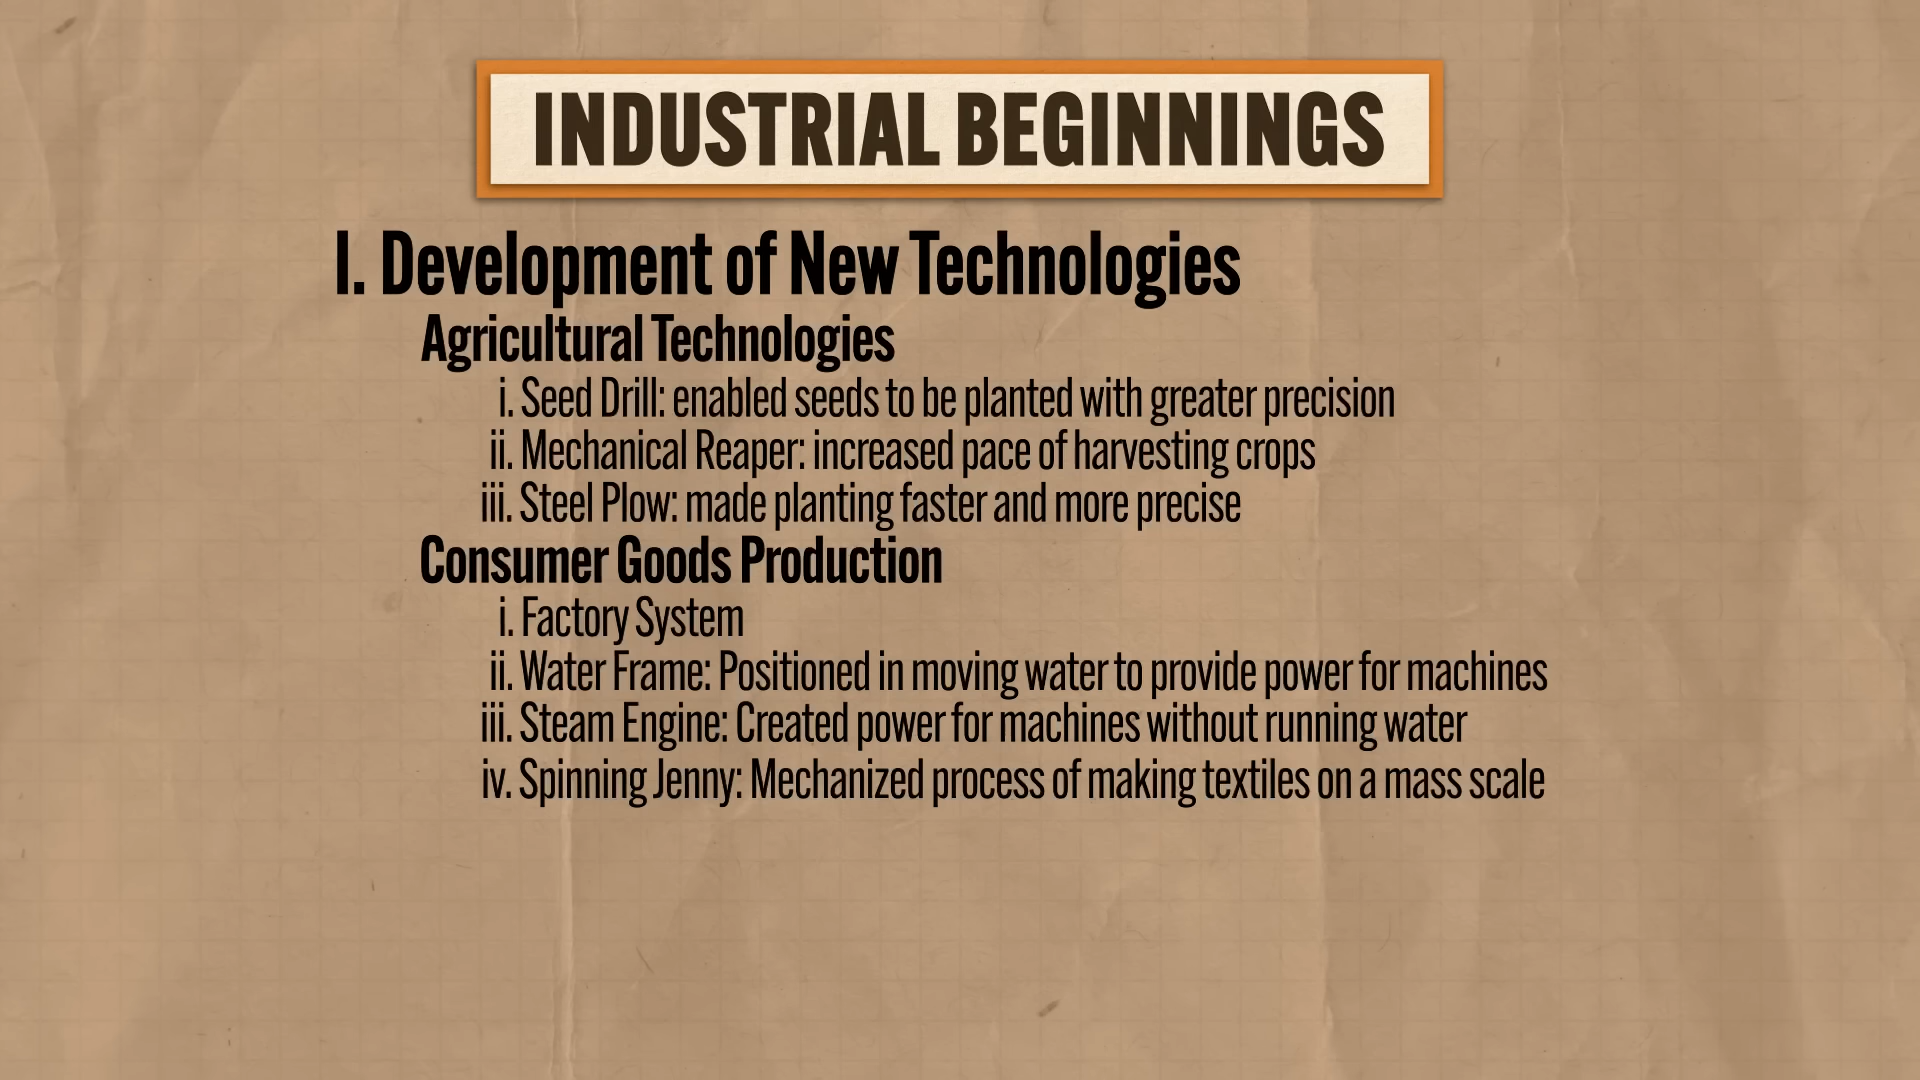 INDUSTRIAL BEGINNINGS
I. Development of New Technologies
Agricultural Technologies
i. Seed Drill: enabled seeds to be planted with greater precision
ii. Mechanical Reaper: increased pace of harvesting crops
iii. Steel Plow: made planting faster and more precise
Consumer Goods Production
i. Factory System
ii. Water Frame: Positioned in moving water to provide power for machines
iii. Steam Engine: Created power for machines without running water
iv. Spinning Jenny: Mechanized process of making textiles on a mass scale